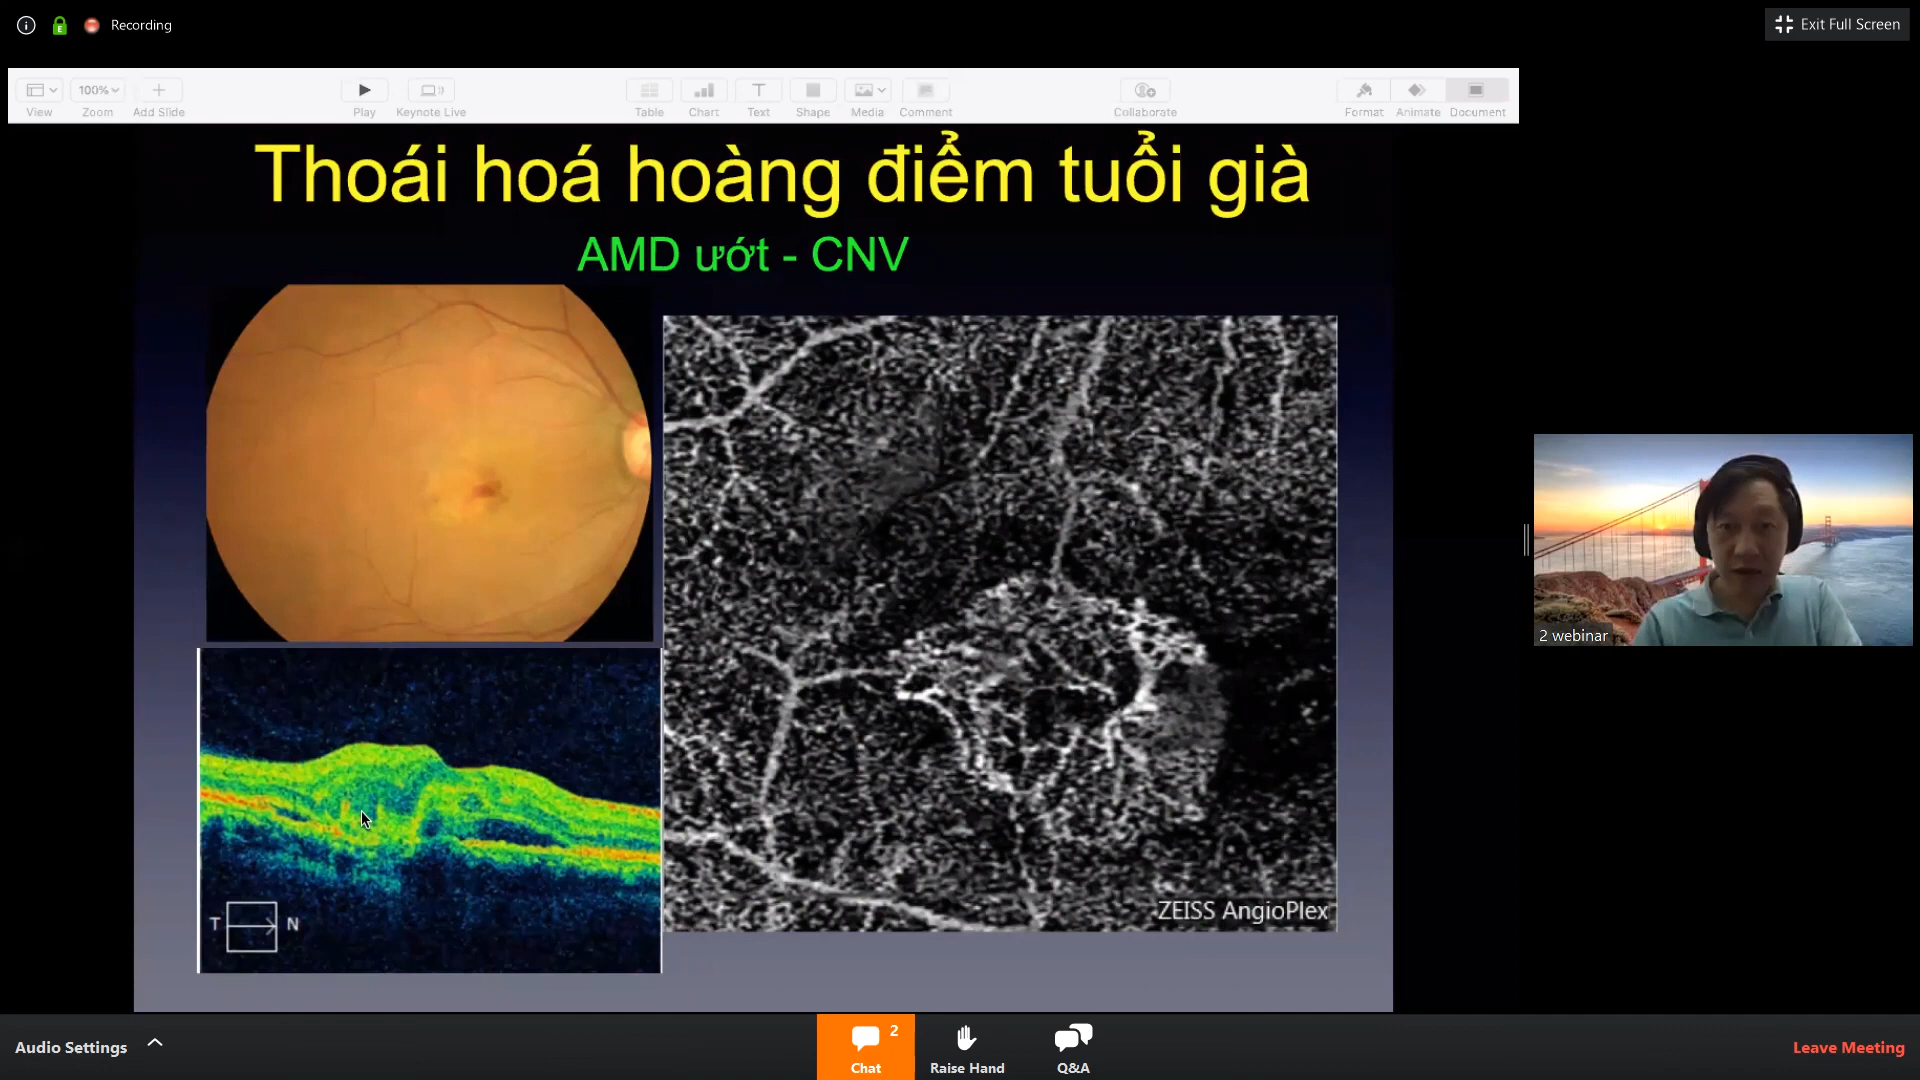 Recording
Exit Full Screen
View
100%
Zoom
Add Slide
Play
Keynote Live
Table
Chart
Text
Shape
Media
Comment
Collaborate
Format
Animate
Document
Thoái hoá hoàng điểm tuổi già
AMD ướt - CNV
ZEISS AngioPlex
T
N
2 webinar
Audio Settings
2
Chat
Raise Hand
Q&A
Leave Meeting